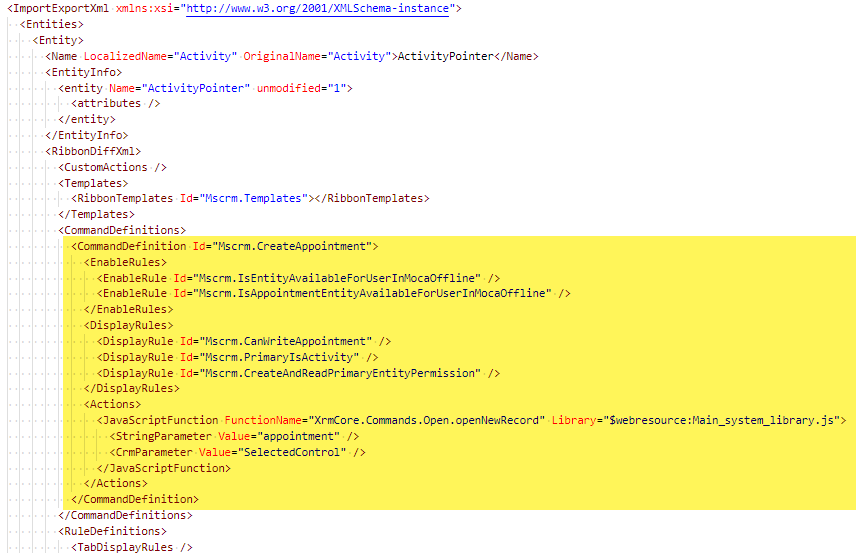 <ImportExportXml xmlns:xsi="http://www.w3.org/2001/XMLSchema-instance">
<Entities>
<Entity>
<Name LocalizedName="Activity" OriginalName="Activity">ActivityPointer</Name>
<EntityInfo>
<entity Name="ActivityPointer" unmodified="1">
<attributes />
</entity>
</EntityInfo>
<RibbonDiffXml>
<CustomActions />
<Templates>
<RibbonTemplates Id="Mscrm.Templates"></RibbonTemplates>
</Templates>
<CommandDefinitions>
<CommandDefinition Id="Mscrm.CreateAppointment">
<EnableRules>
<EnableRule Id="Mscrm.IsEntityAvailableForUserInMocaOffline" />
<EnableRule Id="Mscrm.IsAppointmentEntityAvailableForUserInMocaOffline" />
</EnableRules>
<DisplayRules>
<DisplayRule Id="Mscrm.CanWriteAppointment" />
<DisplayRule Id="Mscrm.PrimaryIsActivity" />
<DisplayRule Id="Mscrm.CreateAndReadPrimaryEntityPermission" />
</DisplayRules>
<Actions>
<JavaScriptFunction FunctionName="XrmCore.Commands.Open.openNewRecord" Library="$webresource:Main_system_library.js">
<StringParameter Value="appointment" />
<CrmParameter Value="SelectedControl" />
</JavaScriptFunction>
</Actions>
</CommandDefinition>
</CommandDefinitions>
<RuleDefinitions>
<TabDisplayRules />